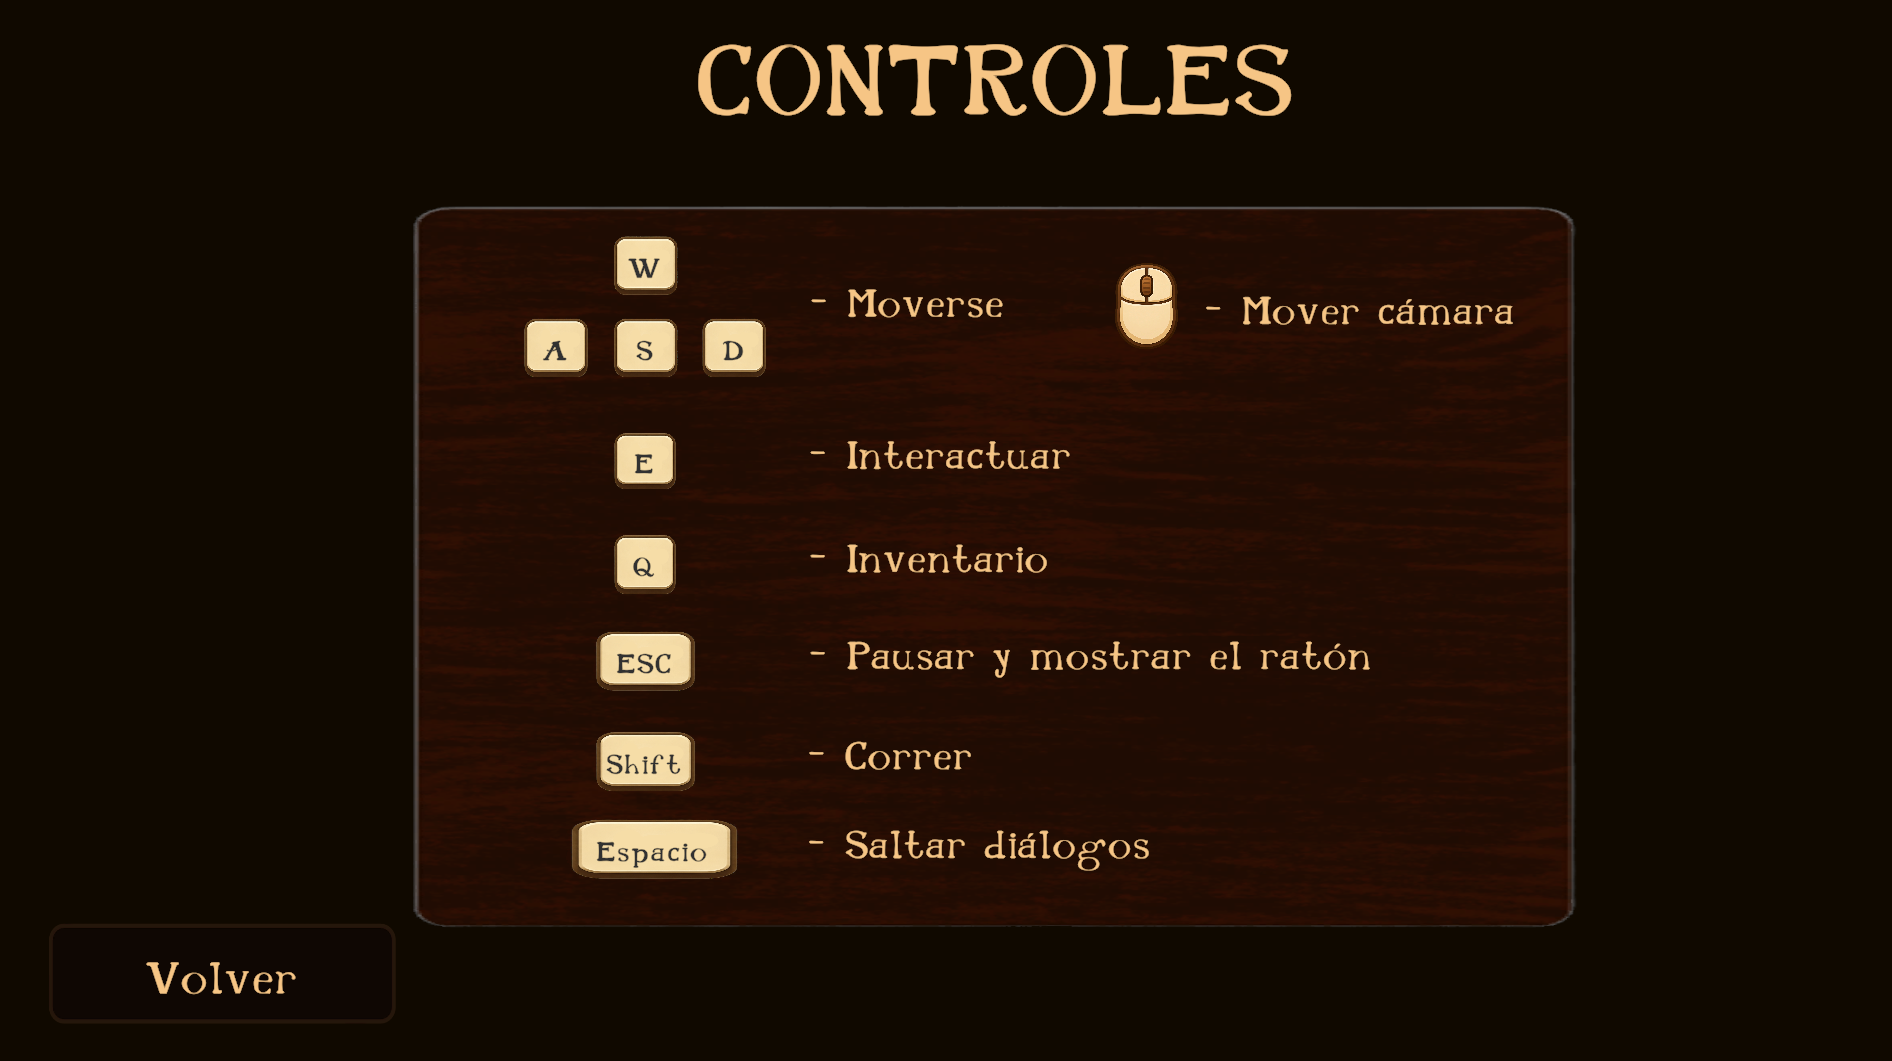 CONTROLES
W
A S D
- Moverse
- Mover cámara
E - Interactuar
Q - Inventario
ESC - Pausar y mostrar el ratón
Shift - Correr
Espacio - Saltar diálogos
Volver